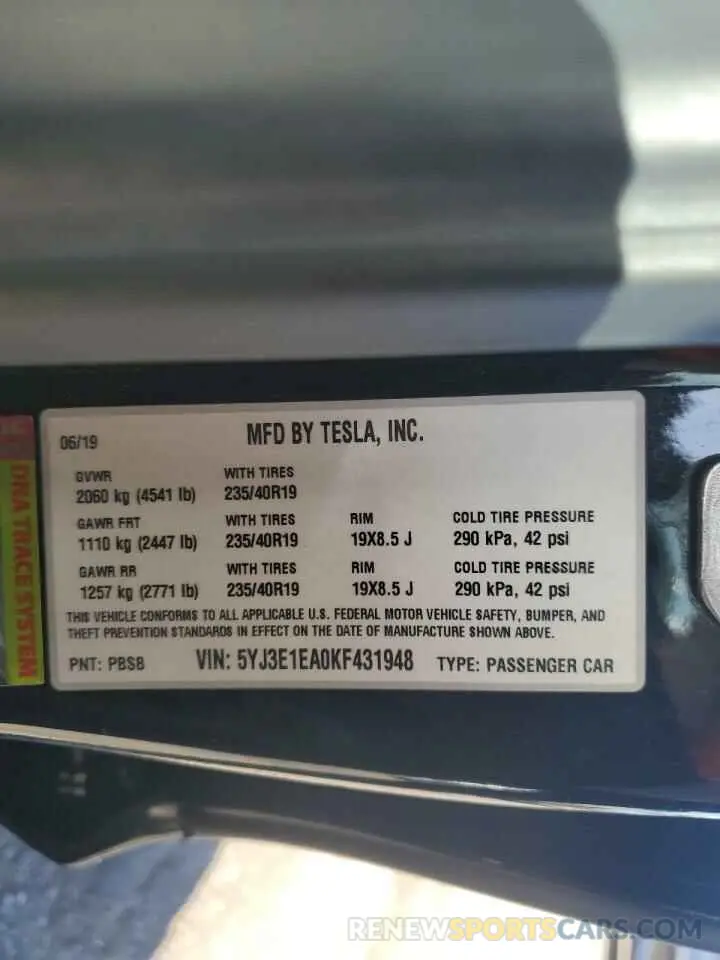 06/19
MFD BY TESLA, INC.
GVWR
2060 kg (4541 lb)
WITH TIRES
235/40R19
GAWR FRT
1110 kg (2447 lb)
WITH TIRES
235/40R19
RIM
19X8.5 J
COLD TIRE PRESSURE
290 kPa, 42 psi
GAWR RR
1257 kg (2771 lb)
WITH TIRES
235/40R19
RIM
19X8.5 J
COLD TIRE PRESSURE
290 kPa, 42 psi
THIS VEHICLE CONFORMS TO ALL APPLICABLE U.S. FEDERAL MOTOR VEHICLE SAFETY, BUMPER, AND
THEFT PREVENTION STANDARDS IN EFFECT ON THE DATE OF MANUFACTURE SHOWN ABOVE.
PNT: PBSB VIN: 5YJ3E1EA0KF431948 TYPE: PASSENGER CAR
DNA TRACE SYSTEM
RENEWSPORTSCARS.COM